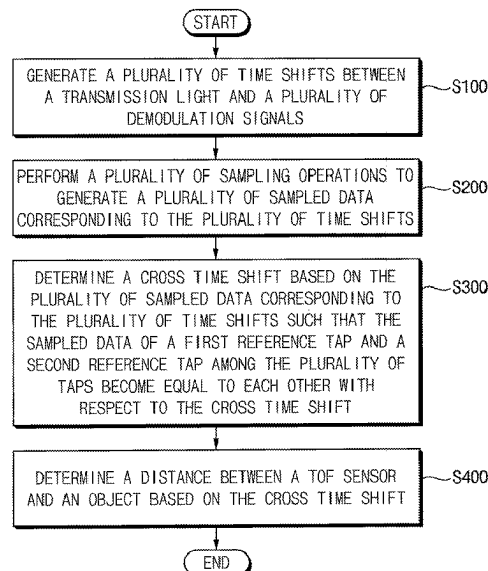 START
GENERATE A PLURALITY OF TIME SHIFTS BETWEEN
A TRANSMISSION LIGHT AND A PLURALITY OF
DEMODULATION SIGNALS
S100
PERFORM A PLURALITY OF SAMPLING OPERATIONS TO
GENERATE A PLURALITY OF SAMPLED DATA
CORRESPONDING TO THE PLURALITY OF TIME SHIFTS
S200
DETERMINE A CROSS TIME SHIFT BASED ON THE
PLURALITY OF SAMPLED DATA CORRESPONDING TO
THE PLURALITY OF TIME SHIFTS SUCH THAT THE
SAMPLED DATA OF A FIRST REFERENCE TAP AND A
SECOND REFERENCE TAP AMONG THE PLURALITY OF
TAPS BECOME EQUAL TO EACH OTHER WITH
RESPECT TO THE CROSS TIME SHIFT
S300
DETERMINE A DISTANCE BETWEEN A TOF SENSOR
AND AN OBJECT BASED ON THE CROSS TIME SHIFT
S400
END